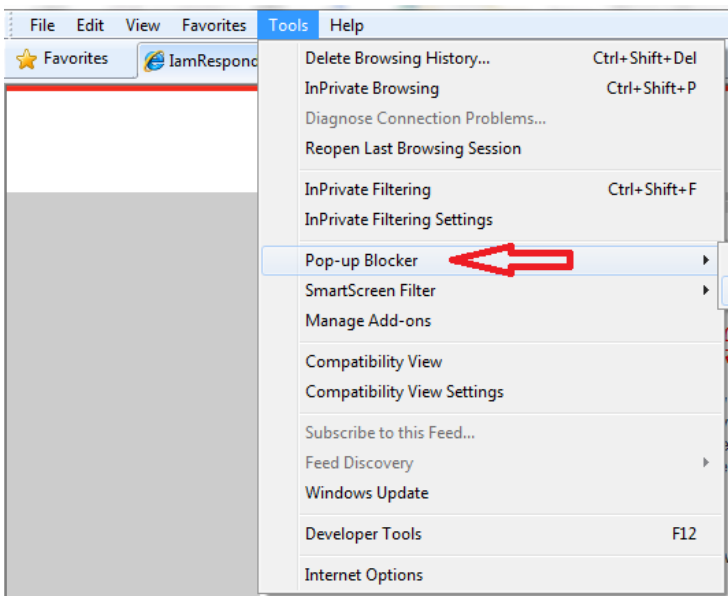 File Edit View Favorites Tools Help
Favorites IamRespond
Delete Browsing History... Ctrl+Shift+Del
InPrivate Browsing Ctrl+Shift+P
Diagnose Connection Problems...
Reopen Last Browsing Session
InPrivate Filtering Ctrl+Shift+F
InPrivate Filtering Settings
Pop-up Blocker
SmartScreen Filter
Manage Add-ons
Compatibility View
Compatibility View Settings
Subscribe to this Feed...
Feed Discovery
Windows Update
Developer Tools F12
Internet Options